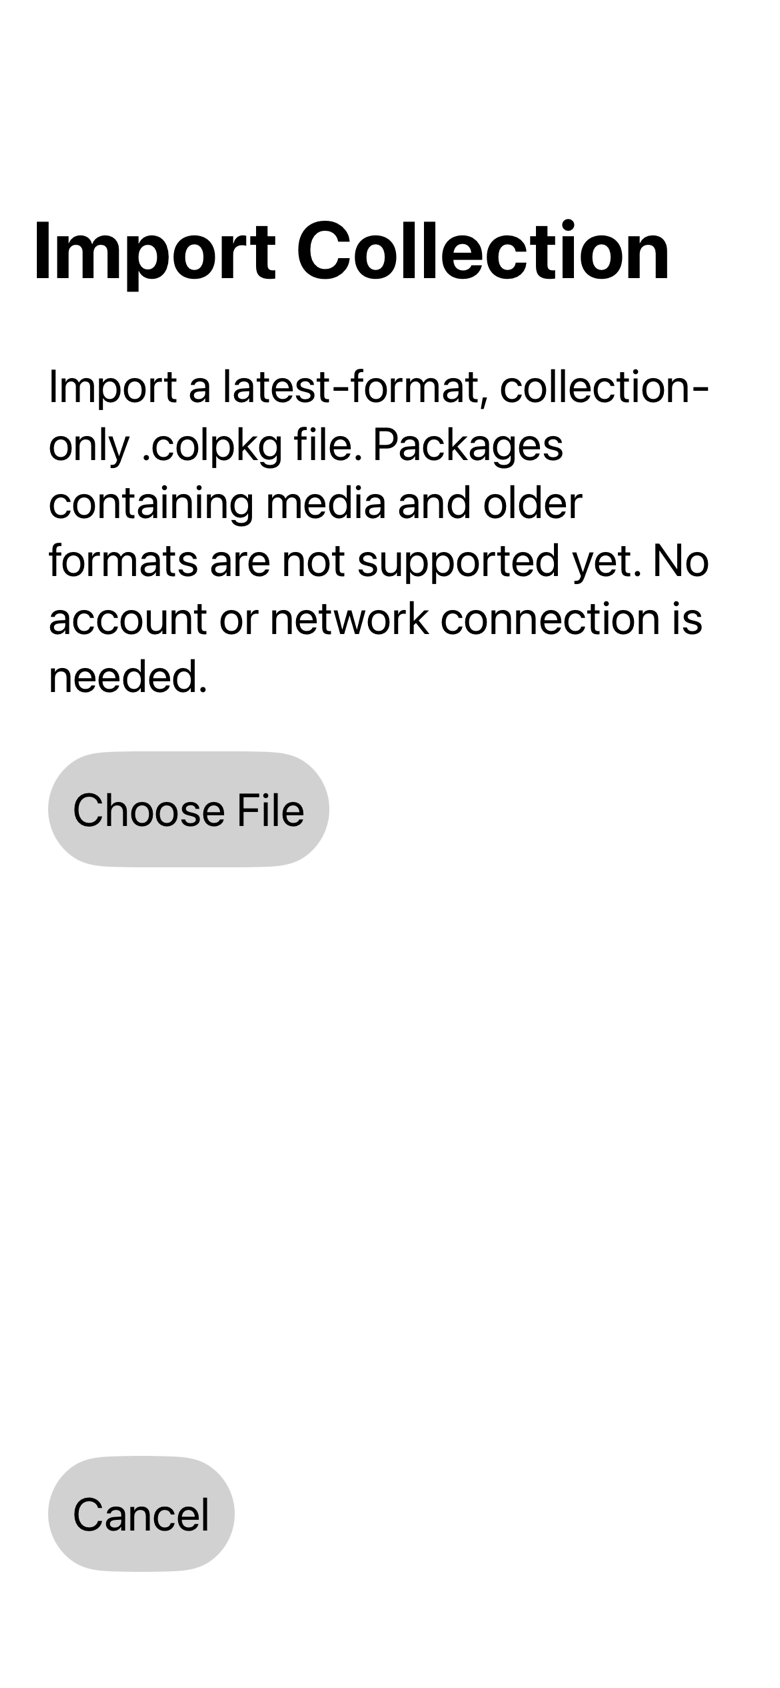 Import Collection
Import a latest-format, collection-
only .colpkg file. Packages
containing media and older
formats are not supported yet. No
account or network connection is
needed.
Choose File
Cancel